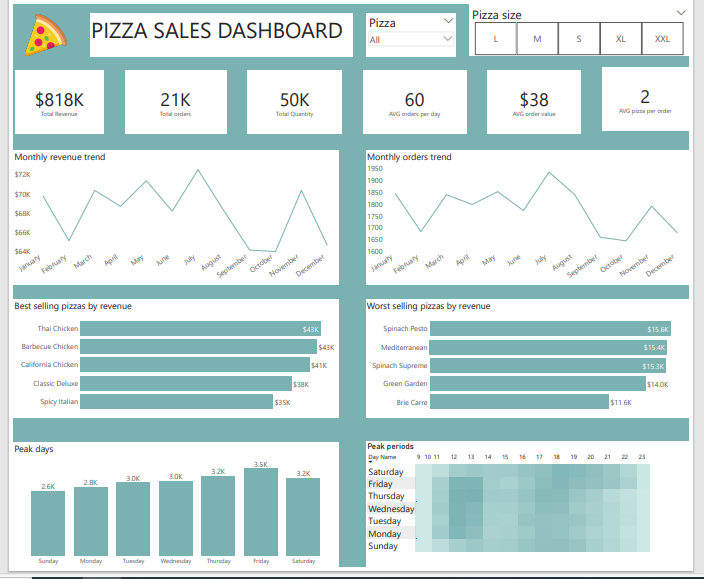 PIZZA SALES DASHBOARD
Pizza
All
Pizza size
L M S XL XXL
$818K
Total Revenue
21K
Total orders
50K
Total Quantity
60
AVG orders per day
$38
AVG order value
2
AVG pizza per order
Monthly revenue trend
$72K
$70K
$68K
$66K
$64K
January February March April May June July August September October November December
Monthly orders trend
1950
1900
1850
1800
1750
1700
1650
1600
January February March April May June July August September October November December
Best selling pizzas by revenue
Thai Chicken $43K
Barbecue Chicken $43K
California Chicken $41K
Classic Deluxe $38K
Spicy Italian $35K
Worst selling pizzas by revenue
Spinach Pesto $15.6K
Mediterranean $15.4K
Spinach Supreme $15.3K
Green Garre $14.0K
Brie Carre $11.6K
Peak days
2.6K 2.8K 3.0K 3.0K 3.2K 3.5K 3.2K
Sunday Monday Tuesday Wednesday Thursday Friday Saturday
Peak periods
Day Name 9 10 11 12 13 14 15 16 17 18 19 20 21 22 23
Saturday
Friday
Thursday
Wednesday
Tuesday
Monday
Sunday